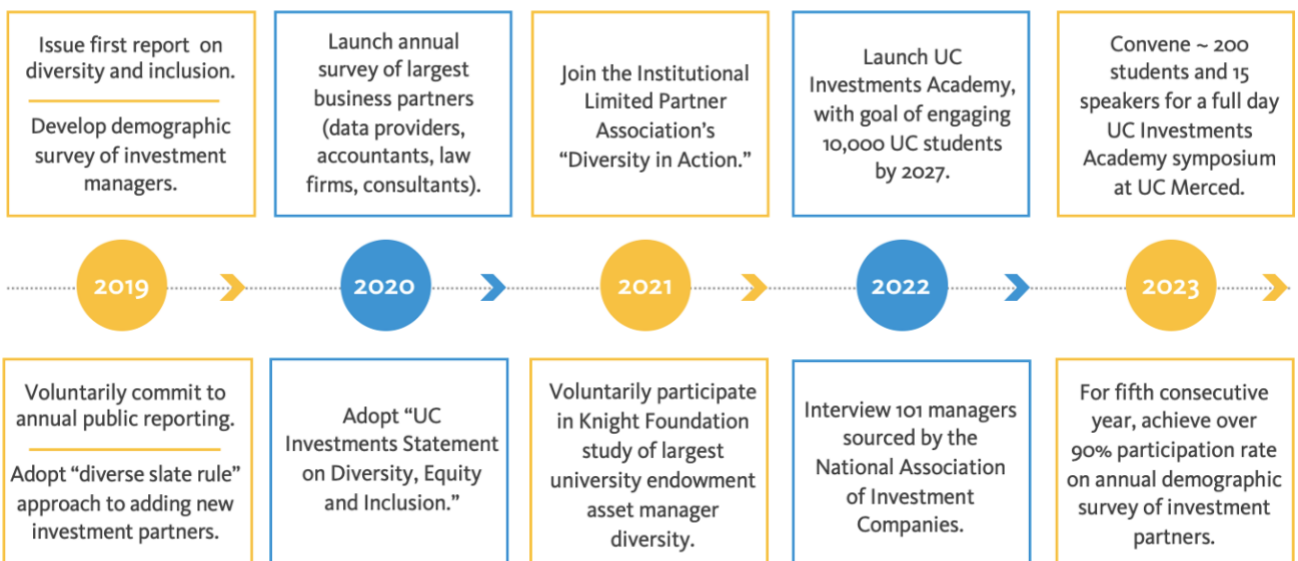 Issue first report on
diversity and inclusion.
Develop demographic
survey of investment
managers.
Launch annual
survey of largest
business partners
(data providers,
accountants, law
firms, consultants).
Join the Institutional
Limited Partner
Association's
"Diversity in Action."
Launch UC
Investments Academy,
with goal of engaging
10,000 UC students
by 2027.
Convene ~ 200
students and 15
speakers for a full day
UC Investments
Academy symposium
at UC Merced.
2019
2020
2021
2022
2023
Voluntarily commit to
annual public reporting.
Adopt "diverse slate rule"
approach to adding new
investment partners.
Adopt "UC
Investments Statement
on Diversity, Equity
and Inclusion."
Voluntarily participate
in Knight Foundation
study of largest
university endowment
asset manager
diversity.
Interview 101 managers
sourced by the
National Association
of Investment
Companies.
For fifth consecutive
year, achieve over
90% participation rate
on annual demographic
survey of investment
partners.